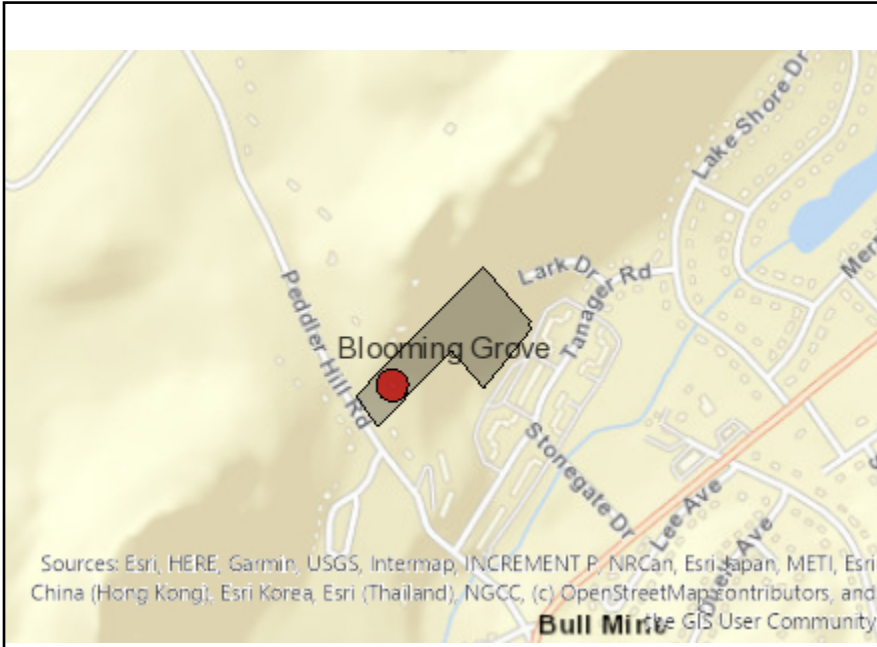 Lake Shore Dr
Lark Dr
Tanager Rd
Peddler Hill Rd
Blooming Grove
Stonegate Dr
Lee Ave
Sources: Esri, HERE, Garmin, USGS, Intermap, INCREMENT P, NRCan, Esri Japan, METI, Esri
China (Hong Kong), Esri Korea, Esri (Thailand), NGCC, (c) OpenStreetMap contributors, and
the GIS User Community
Bull Mine